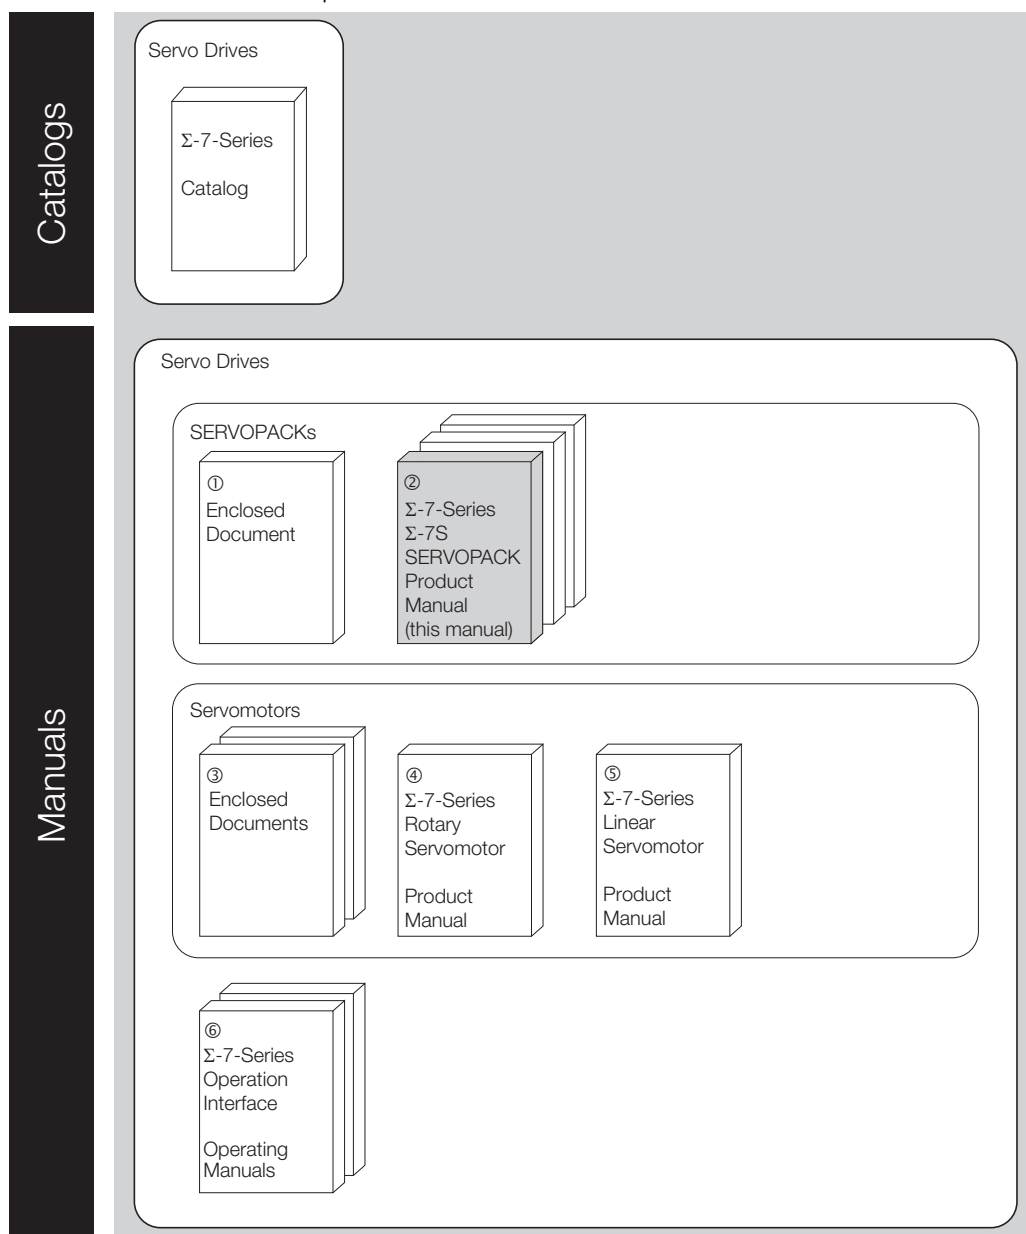 Catalogs
Servo Drives
Σ-7-Series
Catalog
Manuals
Servo Drives
SERVOPACKs
①
Enclosed
Document
②
Σ-7-Series
Σ-7S
SERVOPACK
Product
Manual
(this manual)
Servomotors
③
Enclosed
Documents
④
Σ-7-Series
Rotary
Servomotor
Product
Manual
⑤
Σ-7-Series
Linear
Servomotor
Product
Manual
⑥
Σ-7-Series
Operation
Interface
Operating
Manuals